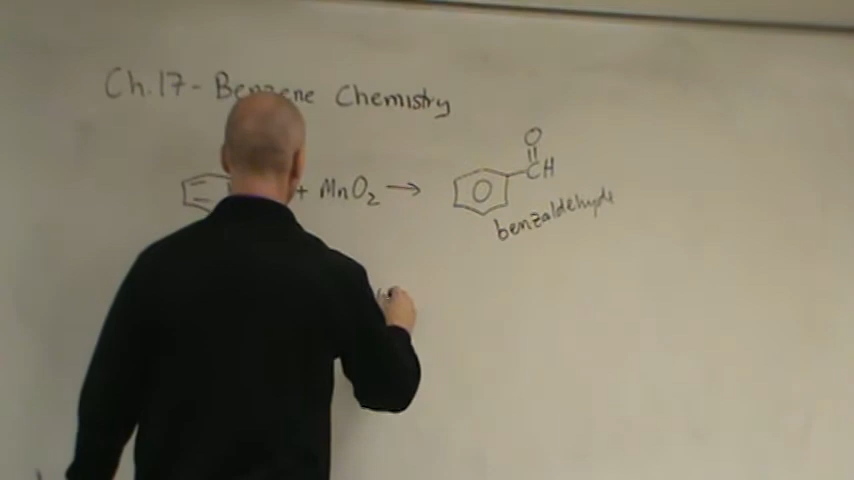 Ch.17 - Benzene Chemistry
O
+ MnO₂ → CH
benzaldehyde